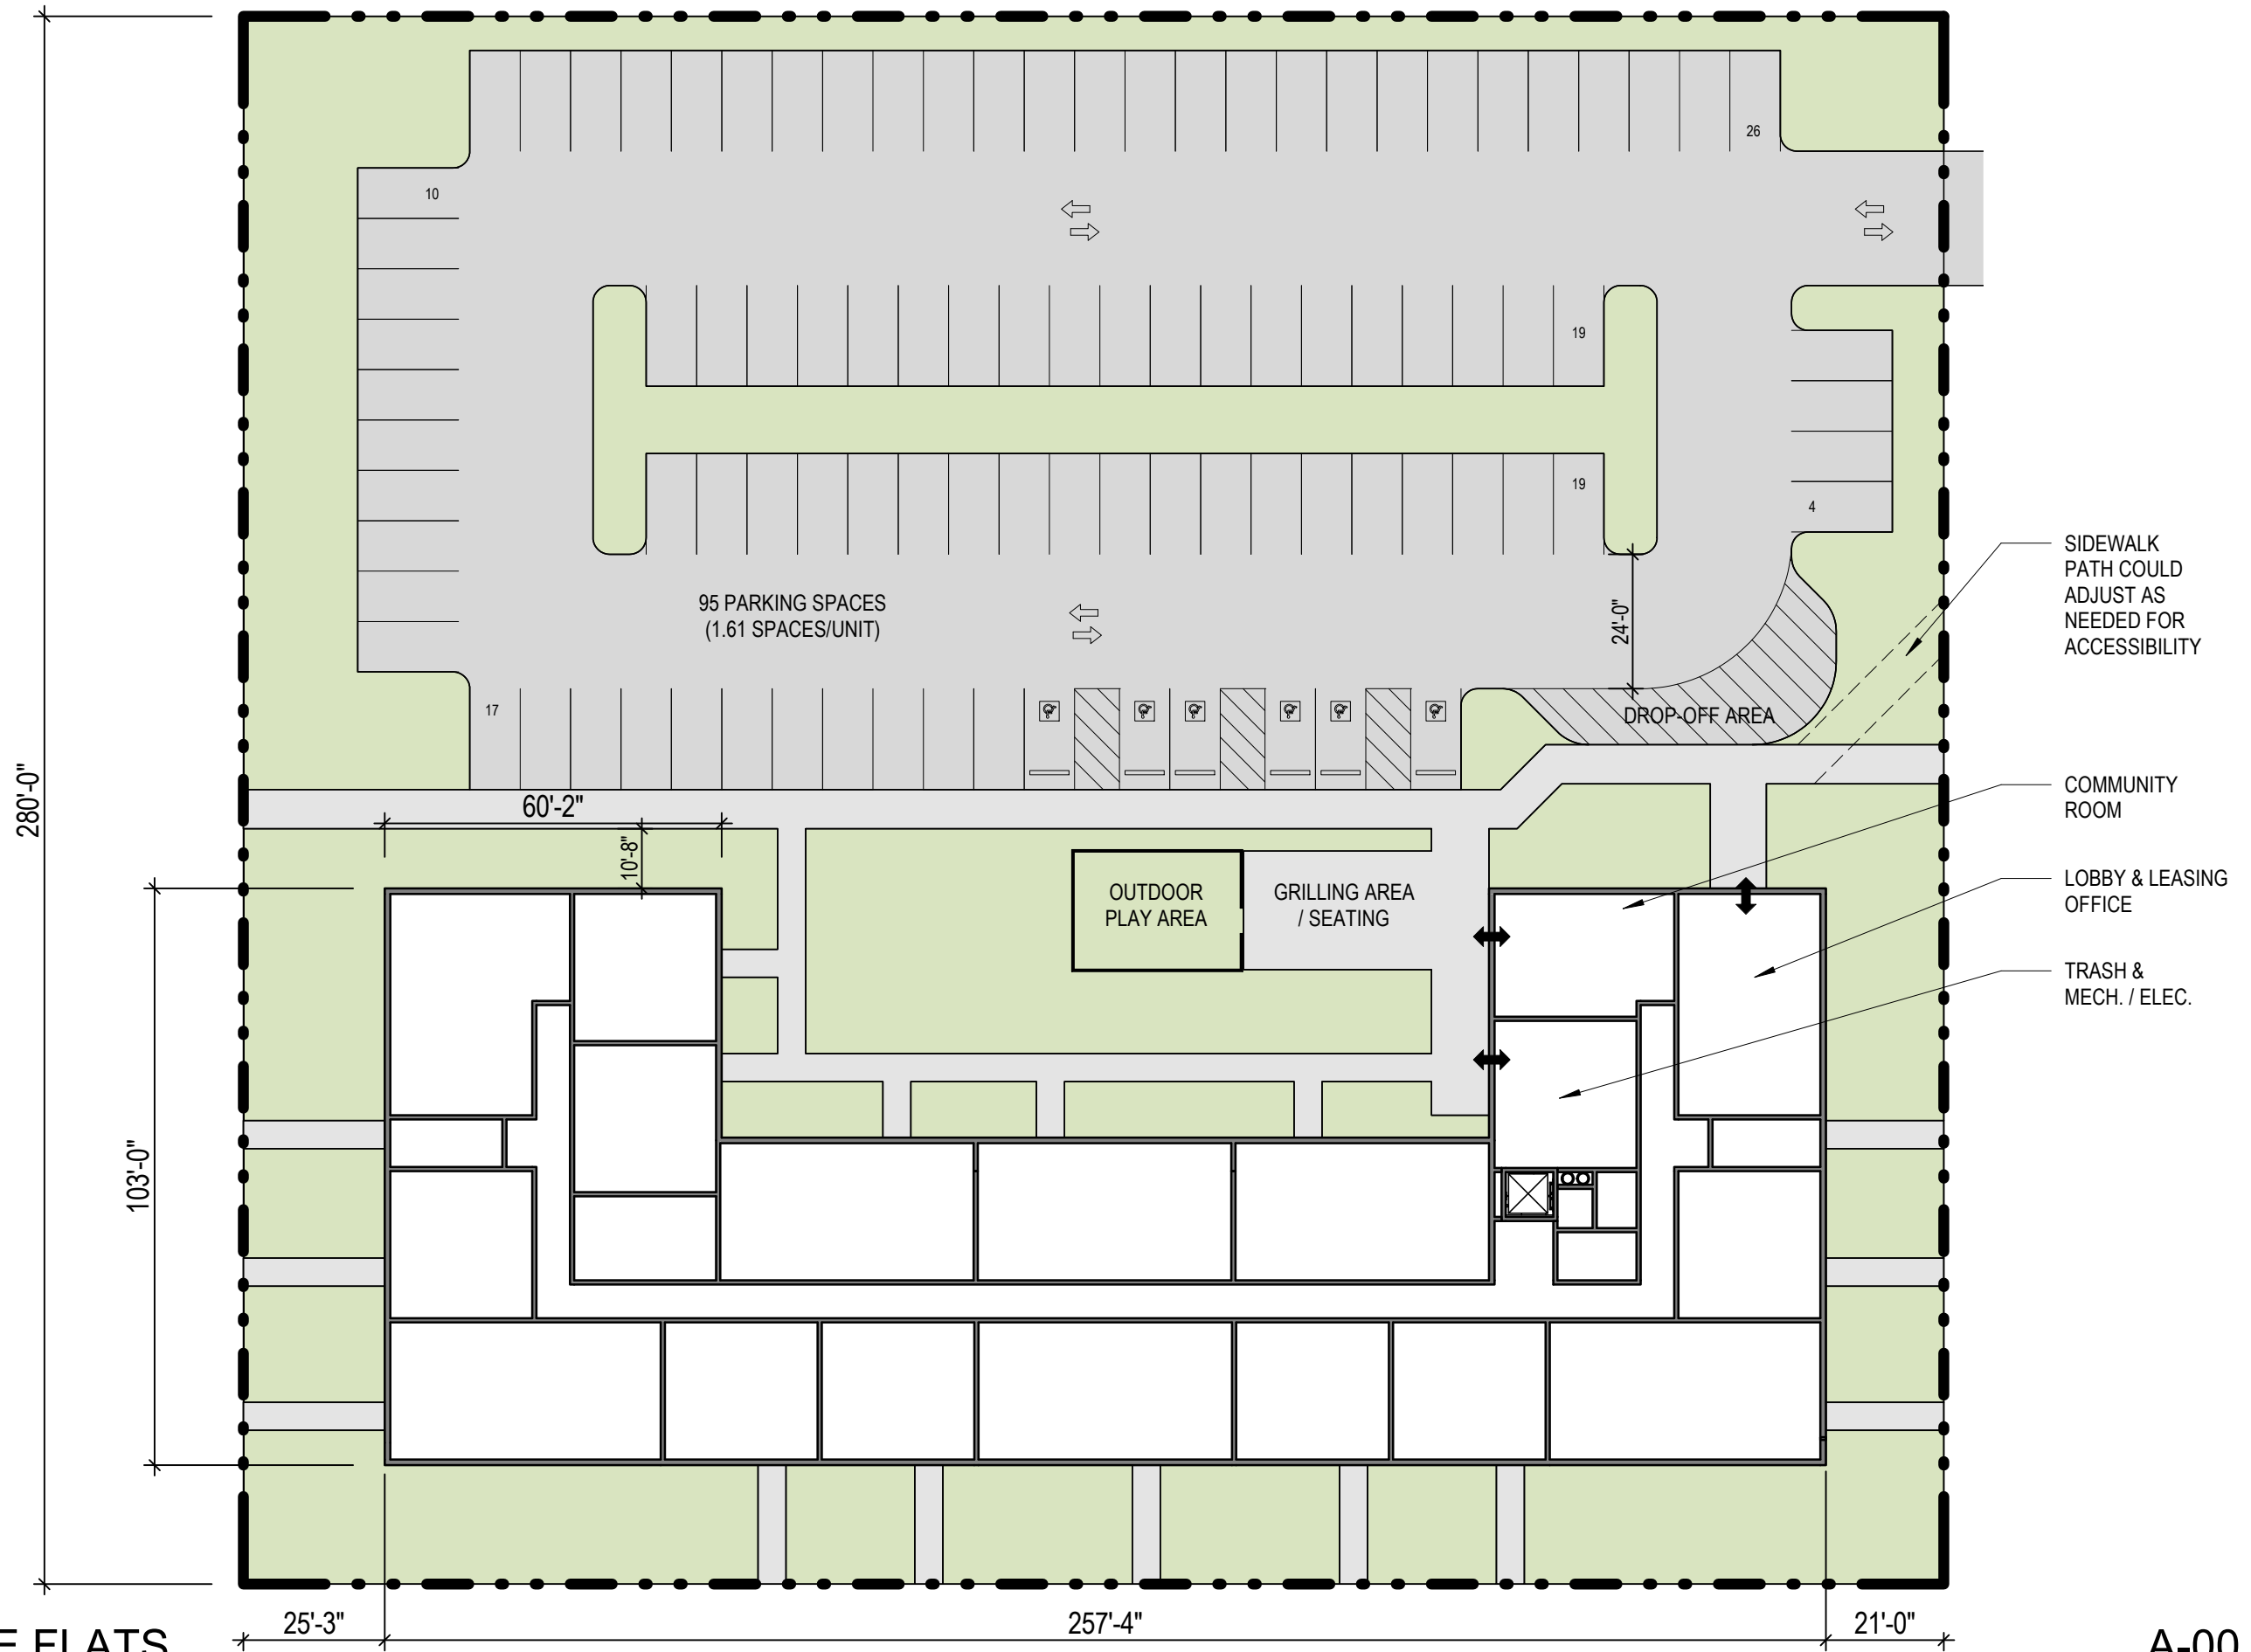 26
10
19
19
4
95 PARKING SPACES
(1.61 SPACES/UNIT)
24'-0"
SIDEWALK
PATH COULD
ADJUST AS
NEEDED FOR
ACCESSIBILITY
17
DROP-OFF AREA
280'-0"
60'-2"
10'-8"
COMMUNITY
ROOM
OUTDOOR
PLAY AREA
GRILLING AREA
/ SEATING
LOBBY & LEASING
OFFICE
TRASH &
MECH. / ELEC.
103'-0"
25'-3"
257'-4"
21'-0"
FLATS
A-00